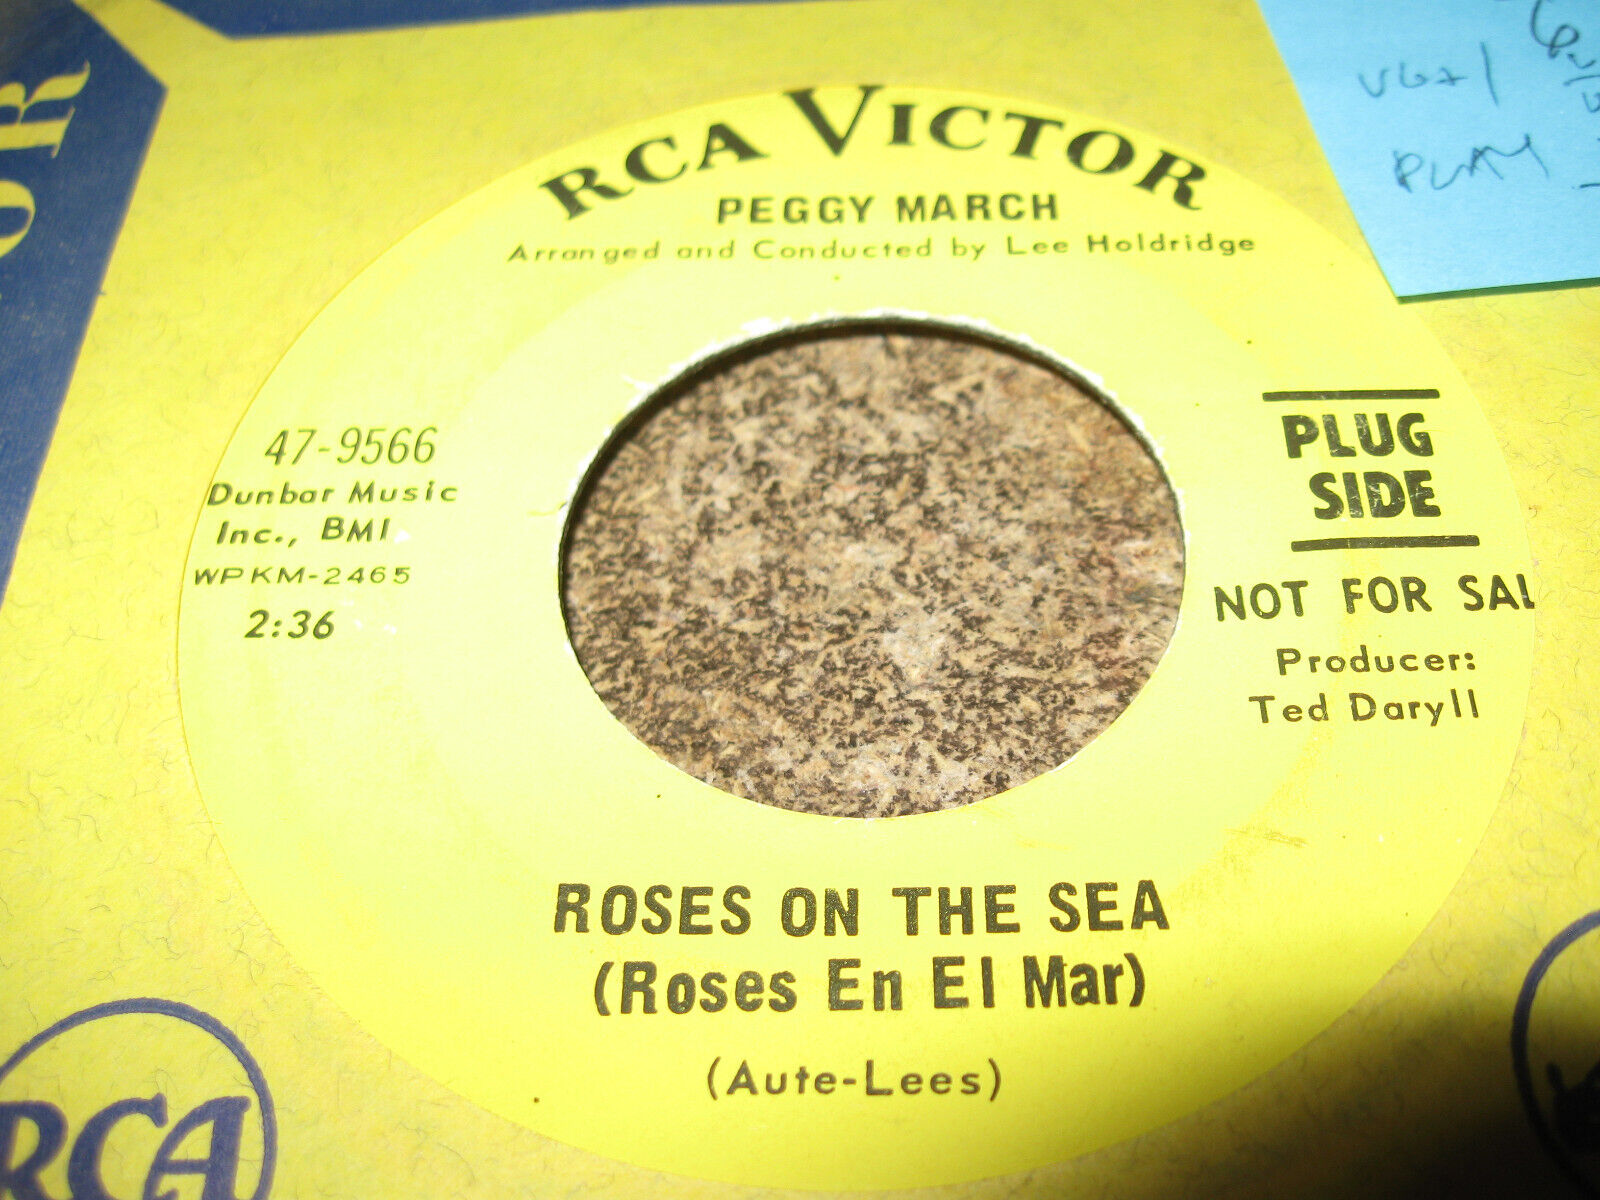 OR
VG+/
PLAY
RCA VICTOR
PEGGY MARCH
Arranged and Conducted by Lee Holdridge
47-9566
Dunbar Music
Inc., BMI
WPKM-2465
2:36
PLUG
SIDE
NOT FOR SAL
Producer:
Ted Daryll
ROSES ON THE SEA
(Roses En El Mar)
(Aute-Lees)
RCA